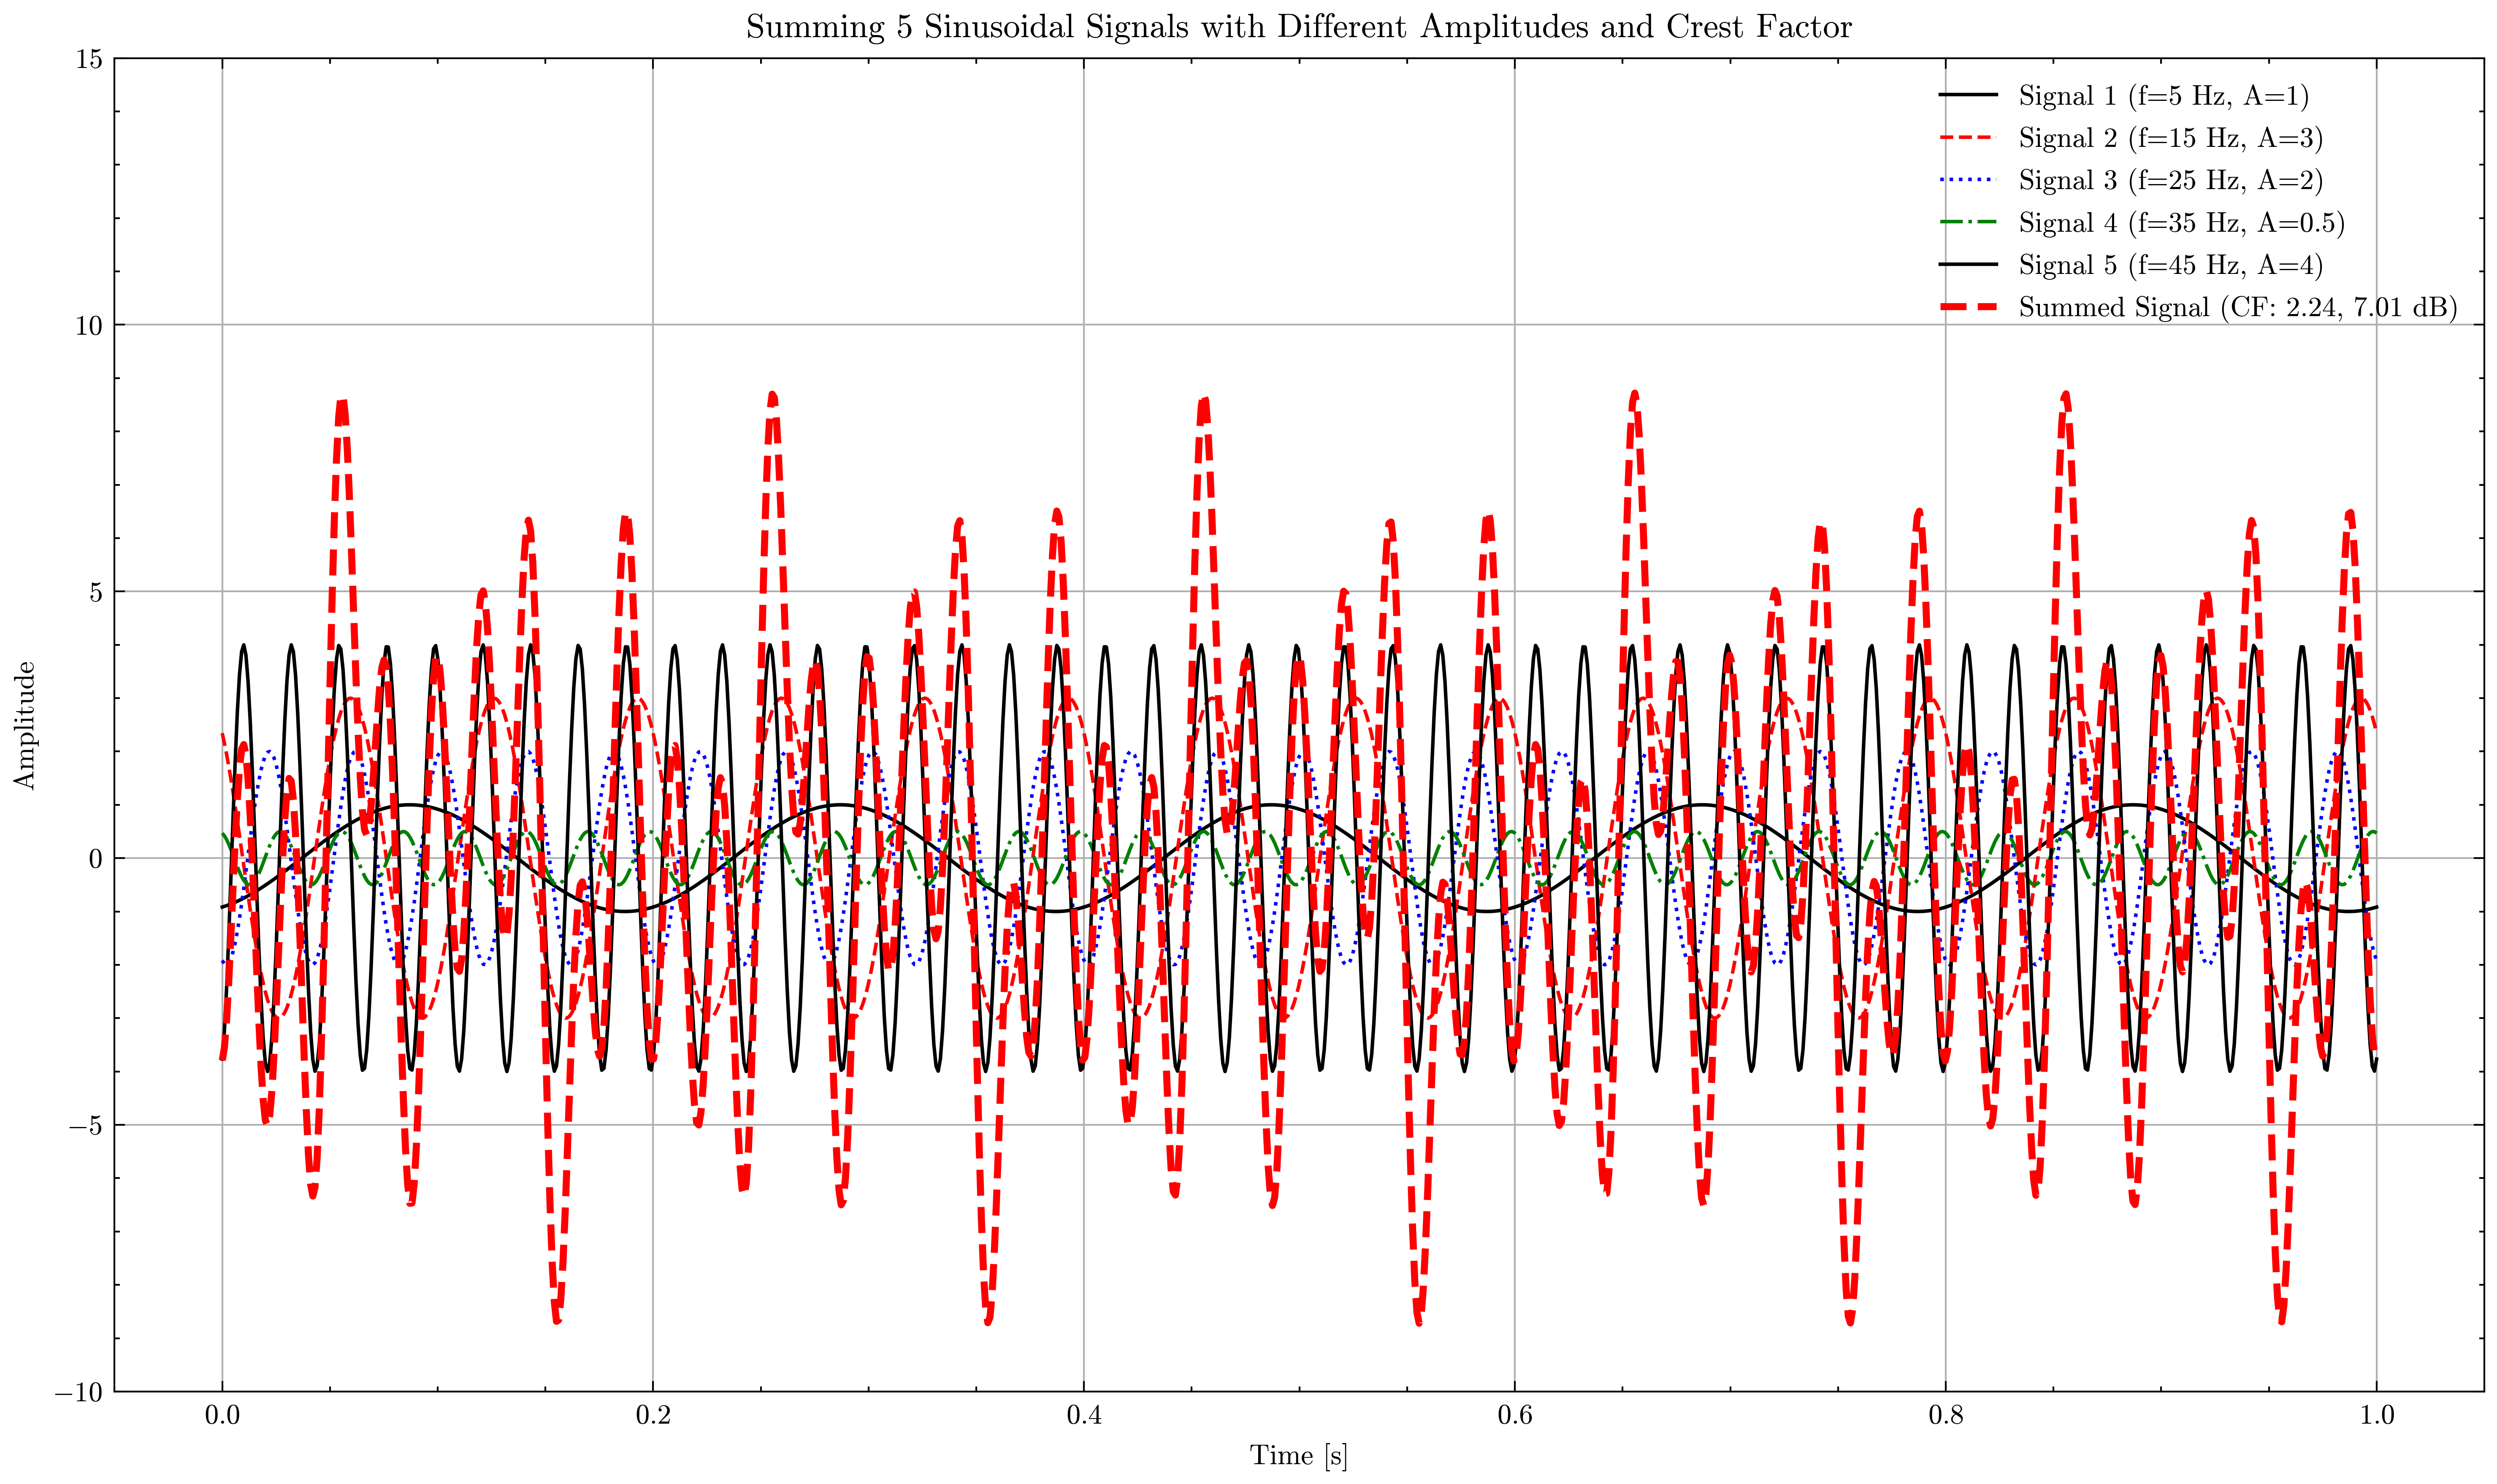 Summing 5 Sinusoidal Signals with Different Amplitudes and Crest Factor
15
10
5
0
−5
−10
Amplitude
Signal 1 (f=5 Hz, A=1)
Signal 2 (f=15 Hz, A=3)
Signal 3 (f=25 Hz, A=2)
Signal 4 (f=35 Hz, A=0.5)
Signal 5 (f=45 Hz, A=4)
Summed Signal (CF: 2.24, 7.01 dB)
0.0 0.2 0.4 0.6 0.8 1.0
Time [s]